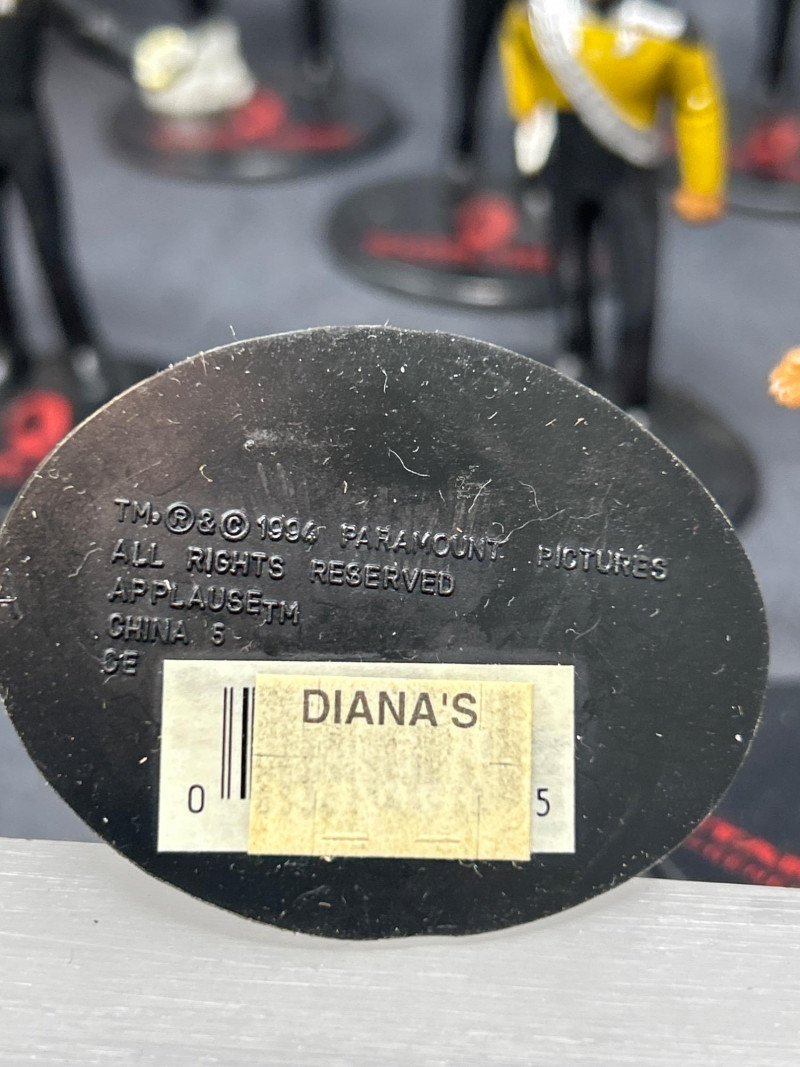 TM, ® & © 1994 PARAMOUNT PICTURES
ALL RIGHTS RESERVED
APPLAUSE TM
CHINA 5
CE
DIANA'S
0 5